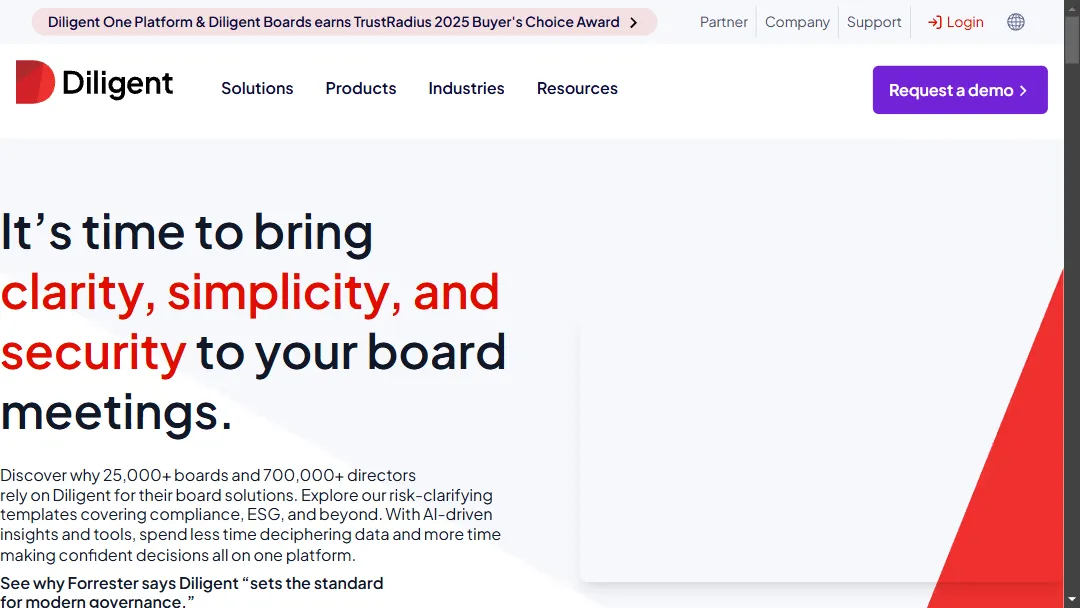 Diligent One Platform & Diligent Boards earns TrustRadius 2025 Buyer's Choice Award
Partner
Company
Support
Login
Diligent
Solutions
Products
Industries
Resources
Request a demo
It’s time to bring
clarity, simplicity, and
security to your board
meetings.
Discover why 25,000+ boards and 700,000+ directors
rely on Diligent for their board solutions. Explore our risk-clarifying
templates covering compliance, ESG, and beyond. With AI-driven
insights and tools, spend less time deciphering data and more time
making confident decisions all on one platform.
See why Forrester says Diligent “sets the standard
for modern governance.”